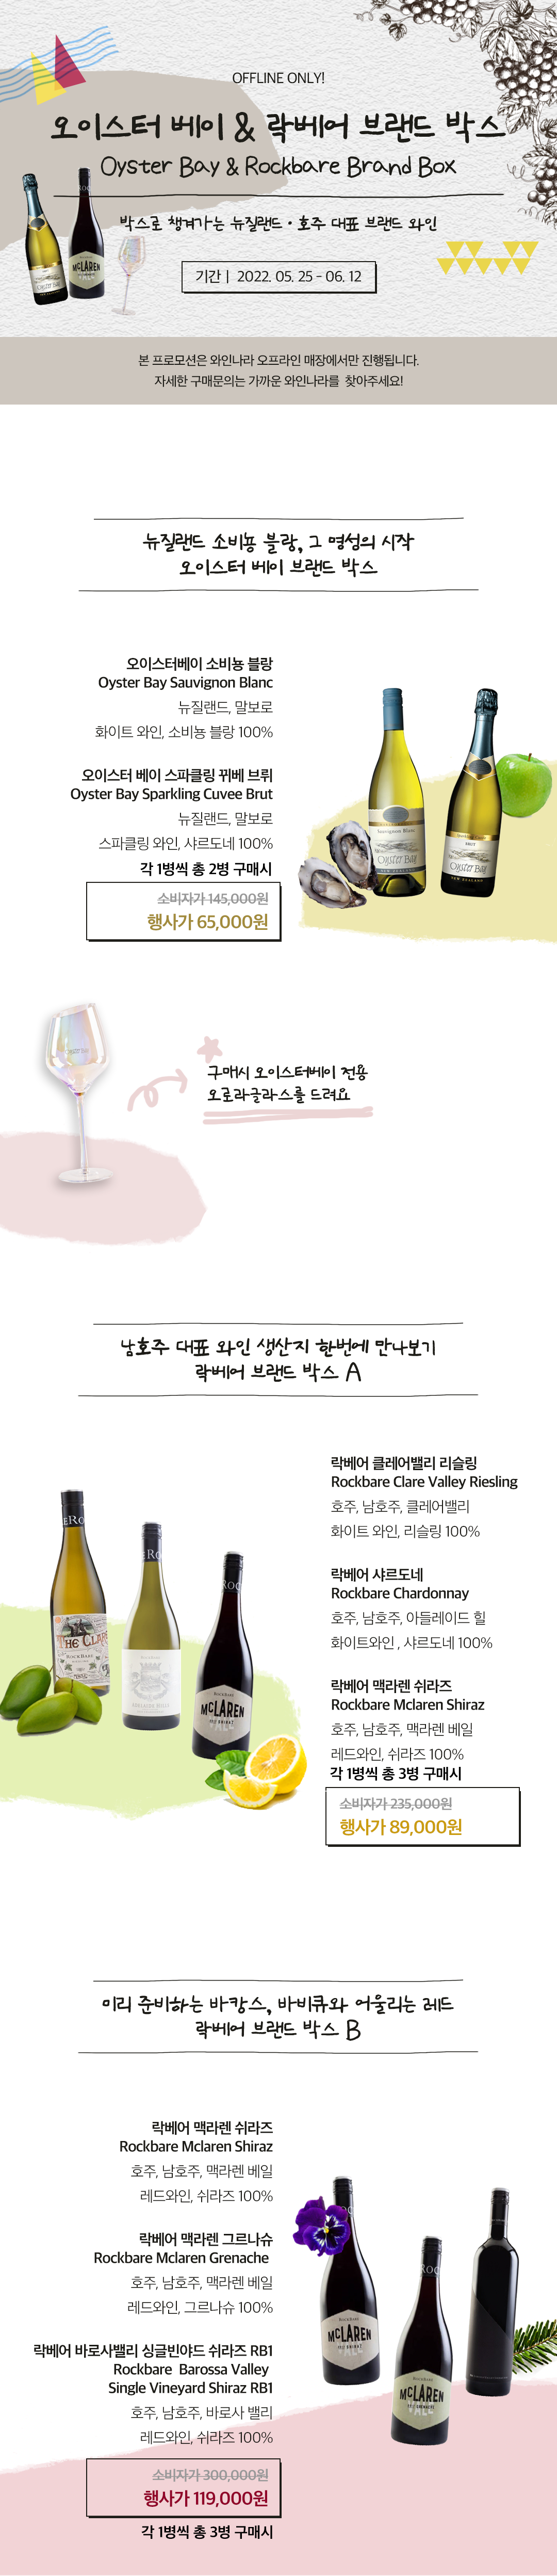 OFFLINE ONLY!
오이스터 베이 & 락베어 브랜드 박스
Oyster Bay & Rockbare Brand Box
박스로 챙겨가는 뉴질랜드 · 호주 대표 브랜드 와인
기간 | 2022. 05. 25 - 06. 12
본 프로모션은 와인나라 오프라인 매장에서만 진행됩니다.
자세한 구매문의는 가까운 와인나라를 찾아주세요!
뉴질랜드 소비뇽 블랑, 그 명성의 시작
오이스터 베이 브랜드 박스
오이스터베이 소비뇽 블랑
Oyster Bay Sauvignon Blanc
뉴질랜드, 말보로
화이트 와인, 소비뇽 블랑 100%
오이스터 베이 스파클링 뀌베 브뤼
Oyster Bay Sparkling Cuvee Brut
뉴질랜드, 말보로
스파클링 와인, 샤르도네 100%
각 1병씩 총 2병 구매시
소비자가 145,000원
행사가 65,000원
Sauvignon Blanc
OYSTER BAY
NEW ZEALAND
BRUT
OYSTER BAY
NEW ZEALAND
구매시 오이스터베이 전용
오로라글라스를 드려요
남호주 대표 와인 생산지 한번에 만나보기
락베어 브랜드 박스 A
락베어 클레어밸리 리슬링
Rockbare Clare Valley Riesling
호주, 남호주, 클레어밸리
화이트 와인, 리슬링 100%
락베어 샤르도네
Rockbare Chardonnay
호주, 남호주, 아들레이드 힐
화이트와인 , 샤르도네 100%
락베어 맥라렌 쉬라즈
Rockbare Mclaren Shiraz
호주, 남호주, 맥라렌 베일
레드와인, 쉬라즈 100%
각 1병씩 총 3병 구매시
소비자가 235,000원
행사가 89,000원
THE CLARE
ROCKBARE
ADELAIDE HILLS
ROCKBARE
McLAREN
VALE
미리 준비하는 바캉스, 바비큐와 어울리는 레드
락베어 브랜드 박스 B
락베어 맥라렌 쉬라즈
Rockbare Mclaren Shiraz
호주, 남호주, 맥라렌 베일
레드와인, 쉬라즈 100%
락베어 맥라렌 그르나슈
Rockbare Mclaren Grenache
호주, 남호주, 맥라렌 베일
레드와인, 그르나슈 100%
락베어 바로사밸리 싱글빈야드 쉬라즈 RB1
Rockbare Barossa Valley
Single Vineyard Shiraz RB1
호주, 남호주, 바로사 밸리
레드와인, 쉬라즈 100%
소비자가 300,000원
행사가 119,000원
각 1병씩 총 3병 구매시
ROCKBARE
McLAREN
VALE
ROCKBARE
McLAREN
VALE